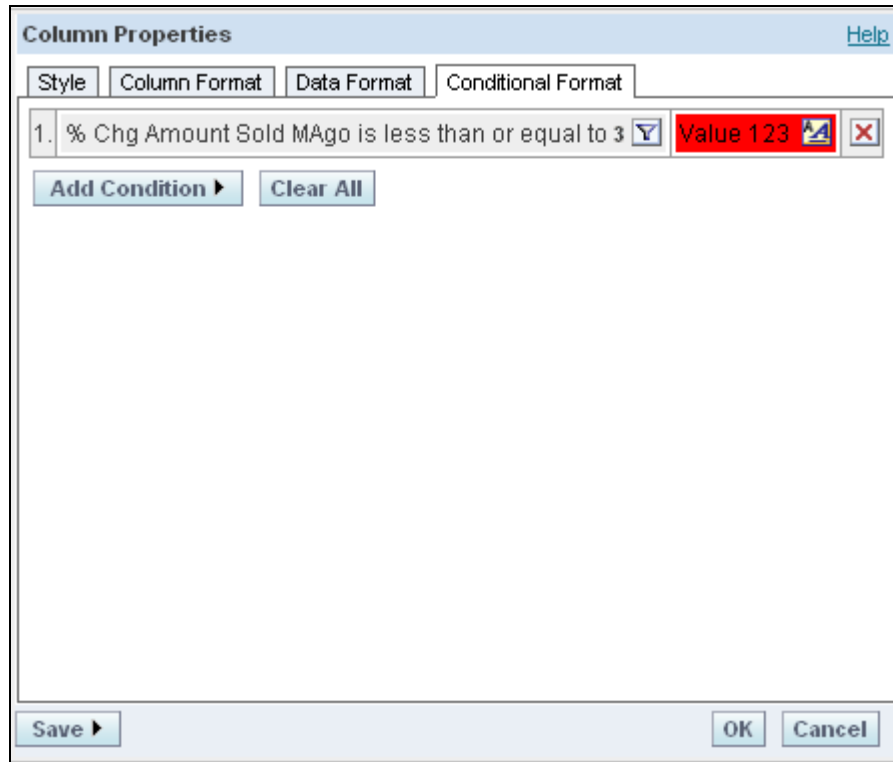 Column Properties Help
Style Column Format Data Format Conditional Format
1. % Chg Amount Sold MAgo is less than or equal to 3 Value 123
Add Condition Clear All
Save OK Cancel